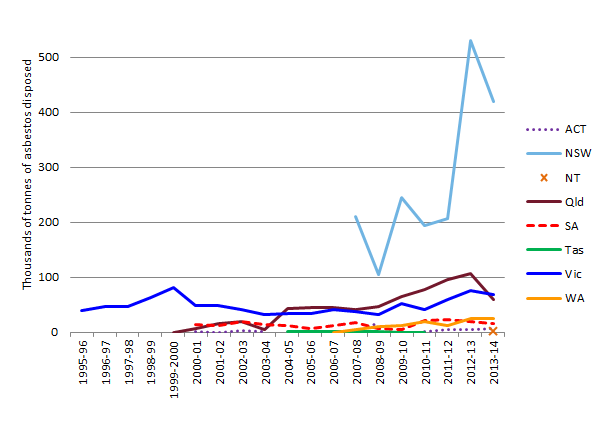 Thousands of tonnes of asbestos disposed
500
400
300
200
100
0
1995-96
1996-97
1997-98
1998-99
1999-2000
2000-01
2001-02
2002-03
2003-04
2004-05
2005-06
2006-07
2007-08
2008-09
2009-10
2010-11
2011-12
2012-13
2013-14
ACT
NSW
NT
Qld
SA
Tas
Vic
WA